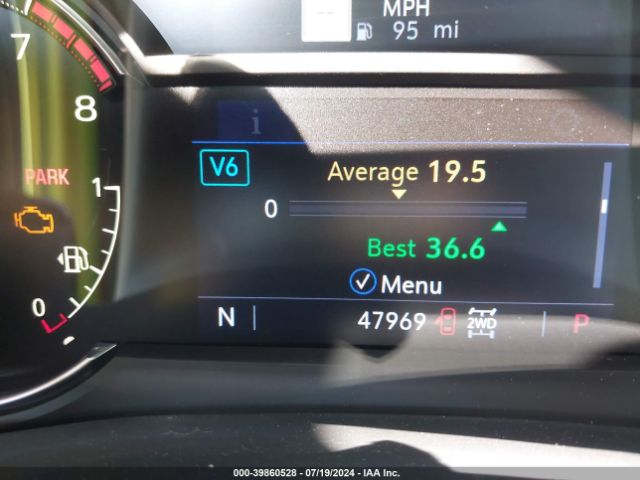 -- MPH
95 mi
7
8
i
V6
Average 19.5
0
Best 36.6
Menu
PARK
1
0
N 47969 2WD P
000-39860528 - 07/19/2024 - IAA Inc.